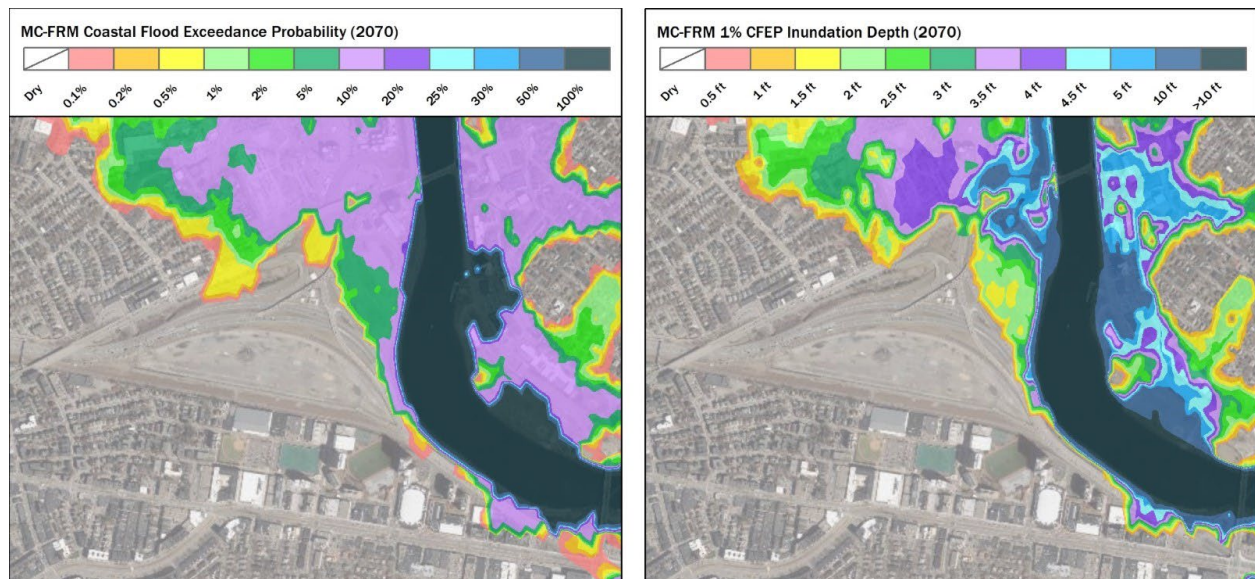 MC-FRM Coastal Flood Exceedance Probability (2070)
Dry 0.1% 0.2% 0.5% 1% 2% 5% 10% 20% 25% 30% 50% 100%
MC-FRM 1% CFEP Inundation Depth (2070)
Dry 0.5 ft 1 ft 1.5 ft 2 ft 2.5 ft 3 ft 3.5 ft 4 ft 4.5 ft 5 ft 10 ft >10 ft